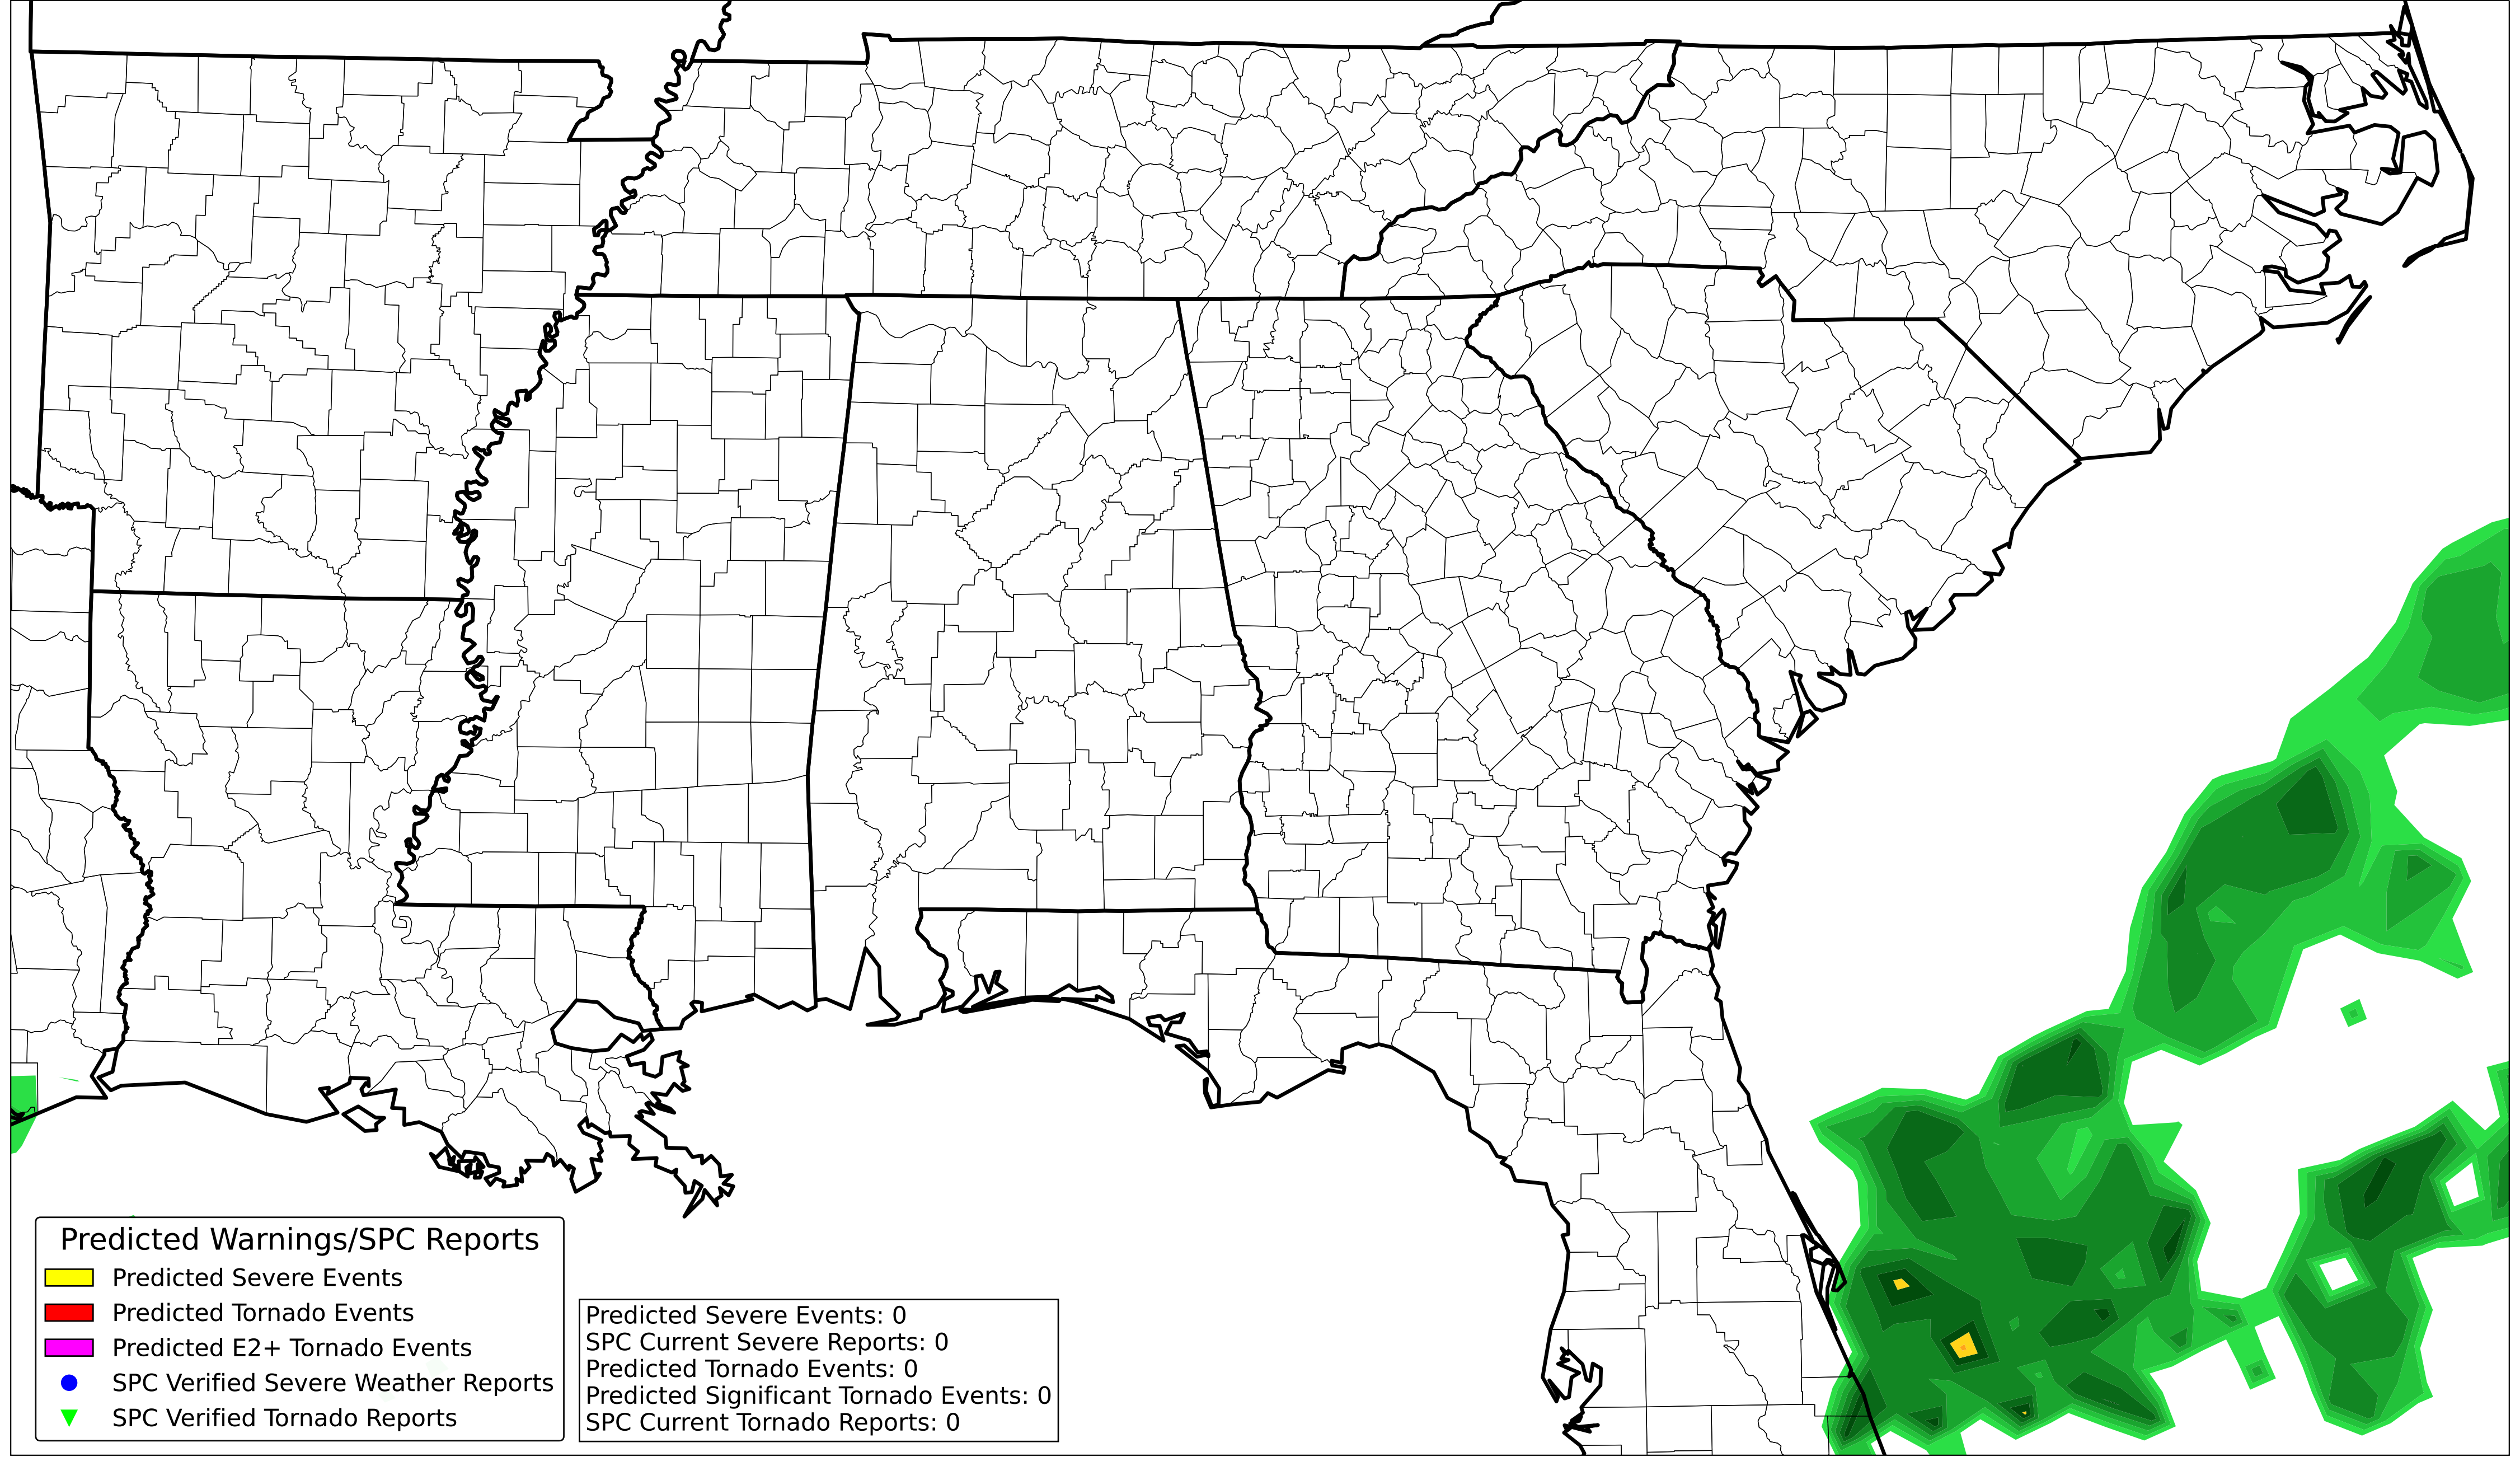 Predicted Warnings/SPC Reports
Predicted Severe Events
Predicted Tornado Events
Predicted E2+ Tornado Events
SPC Verified Severe Weather Reports
SPC Verified Tornado Reports
Predicted Severe Events: 0
SPC Current Severe Reports: 0
Predicted Tornado Events: 0
Predicted Significant Tornado Events: 0
SPC Current Tornado Reports: 0